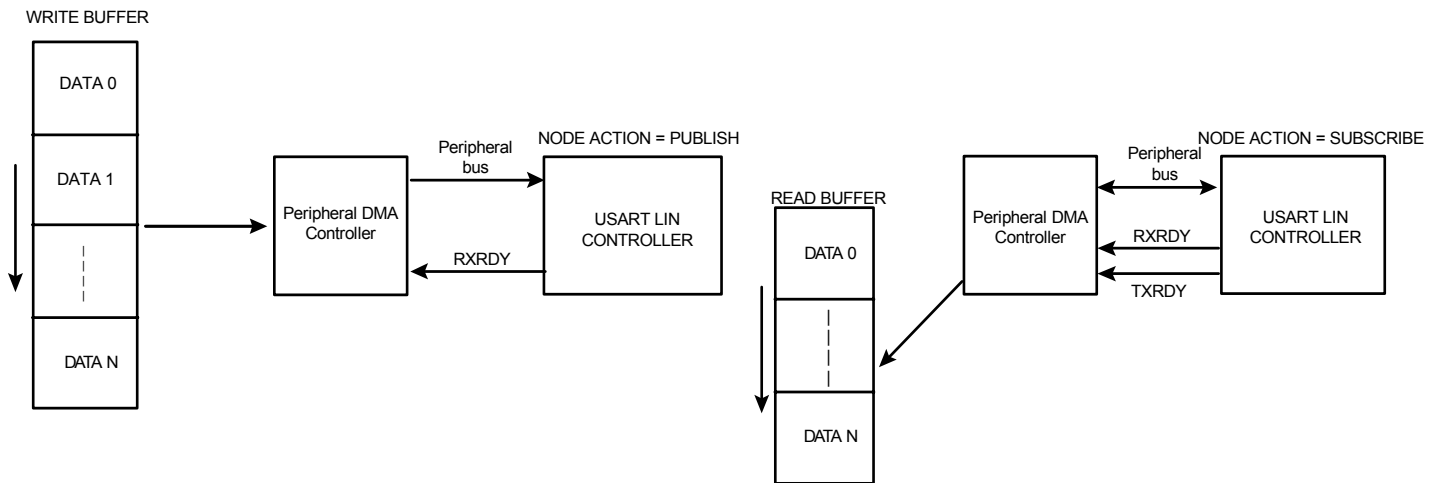 WRITE BUFFER
DATA 0
DATA 1
DATA N
Peripheral DMA
Controller
Peripheral
bus
RXRDY
NODE ACTION = PUBLISH
USART LIN
CONTROLLER
READ BUFFER
DATA 0
DATA N
Peripheral DMA
Controller
Peripheral
bus
RXRDY
TXRDY
NODE ACTION = SUBSCRIBE
USART LIN
CONTROLLER